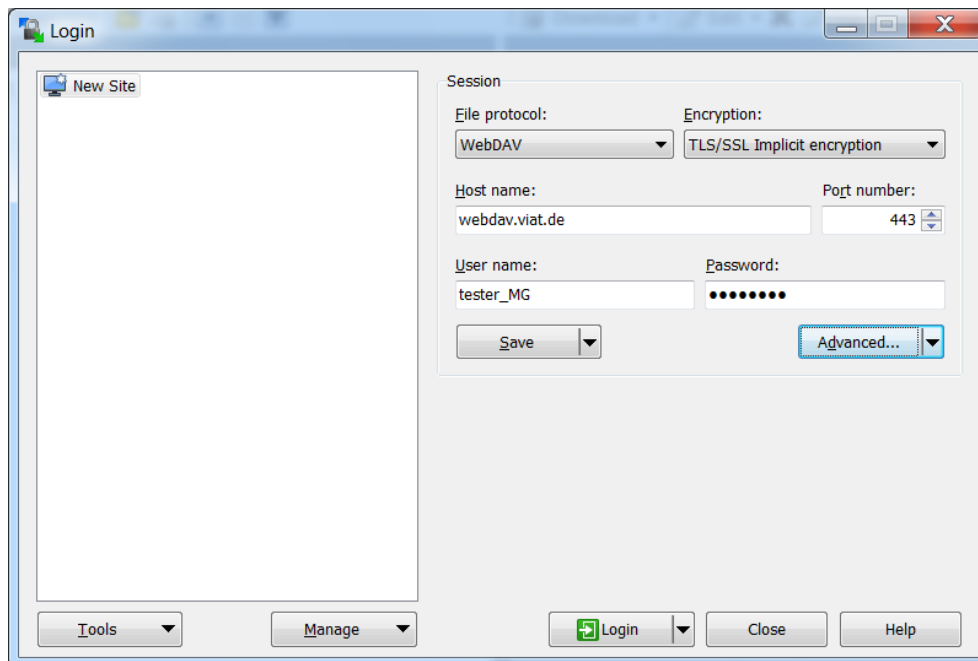 Login
New Site
Session
File protocol:
Encryption:
WebDAV
TLS/SSL Implicit encryption
Host name:
Port number:
webdav.viat.de
443
User name:
Password:
tester_MG
●●●●●●●●
Save
Advanced...
Tools
Manage
Login
Close
Help